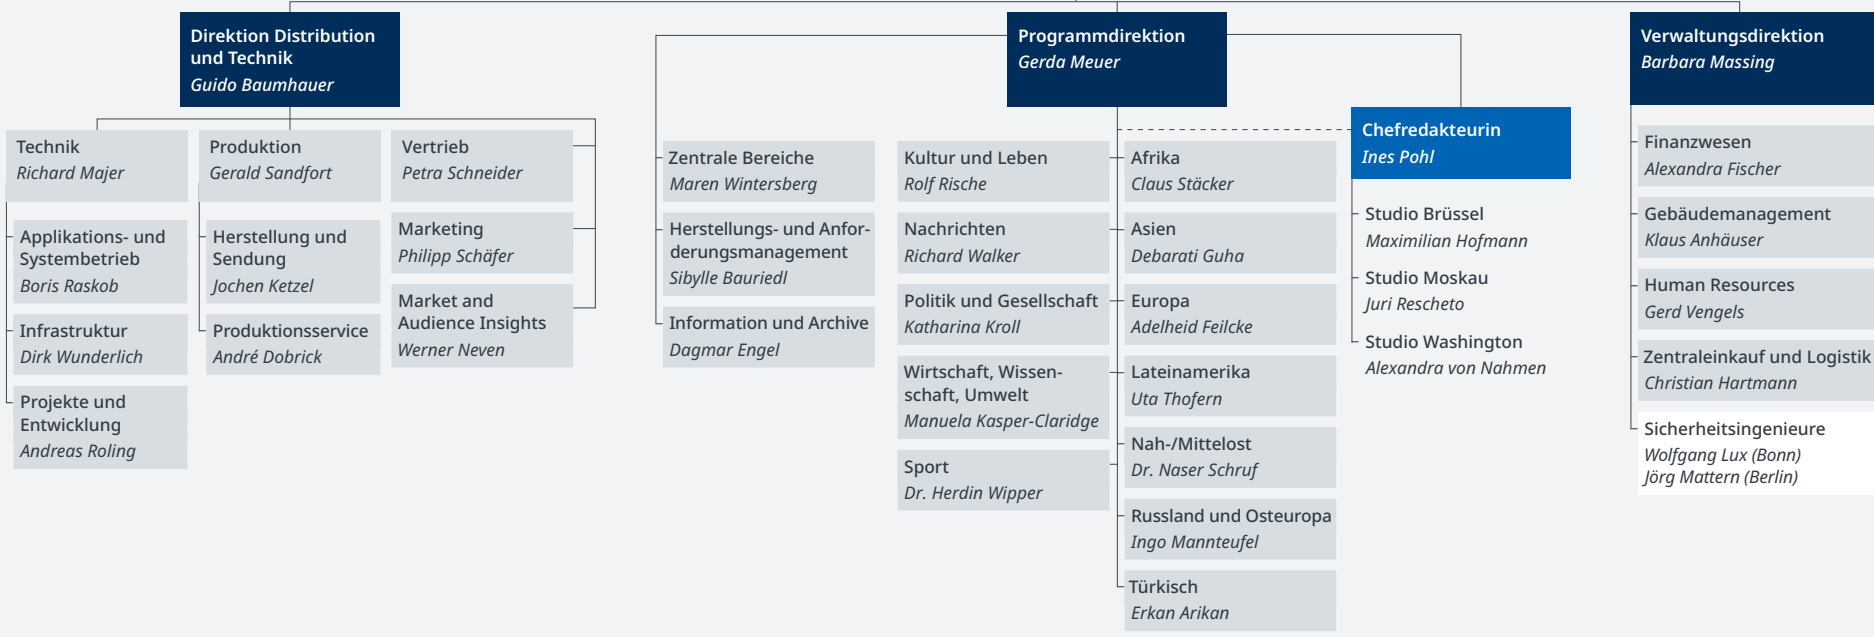 Direktion Distribution
und Technik
Guido Baumhauer
Technik
Richard Majer
Applikations- und
Systembetrieb
Boris Raskob
Infrastruktur
Dirk Wunderlich
Projekte und
Entwicklung
Andreas Roling
Produktion
Gerald Sandfort
Herstellung und
Sendung
Jochen Ketzel
Produktionsservice
André Dobrick
Vertrieb
Petra Schneider
Marketing
Philipp Schäfer
Market and
Audience Insights
Werner Neven
Programmdirektion
Gerda Meuer
Zentrale Bereiche
Maren Wintersberg
Herstellungs- und Anfor-
derungsmanagement
Sibylle Bauriedl
Information und Archive
Dagmar Engel
Kultur und Leben
Rolf Rische
Nachrichten
Richard Walker
Politik und Gesellschaft
Katharina Kroll
Wirtschaft, Wissen-
schaft, Umwelt
Manuela Kasper-Claridge
Sport
Dr. Herdin Wipper
Afrika
Claus Stäcker
Asien
Debarati Guha
Europa
Adelheid Feilcke
Lateinamerika
Uta Thofern
Nah-/Mittelost
Dr. Naser Schruf
Russland und Osteuropa
Ingo Mannteufel
Türkisch
Erkan Arikan
Chefredakteurin
Ines Pohl
Studio Brüssel
Maximilian Hofmann
Studio Moskau
Juri Rescheto
Studio Washington
Alexandra von Nahmen
Verwaltungsdirektion
Barbara Massing
Finanzwesen
Alexandra Fischer
Gebäudemanagement
Klaus Anhäuser
Human Resources
Gerd Vengels
Zentraleinkauf und Logistik
Christian Hartmann
Sicherheitsingenieure
Wolfgang Lux (Bonn)
Jörg Mattern (Berlin)